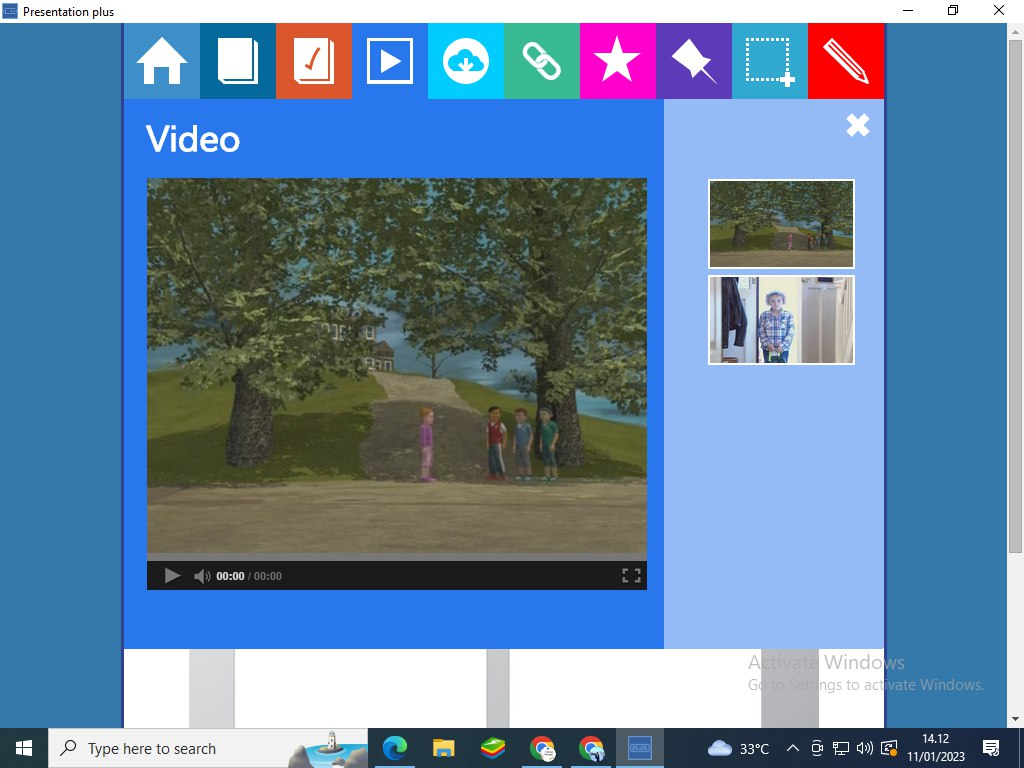 Presentation plus
Video
00:00 / 00:00
Activate Windows
Go to Settings to activate Windows.
Type here to search
PLUS
33°C
14.12
11/01/2023